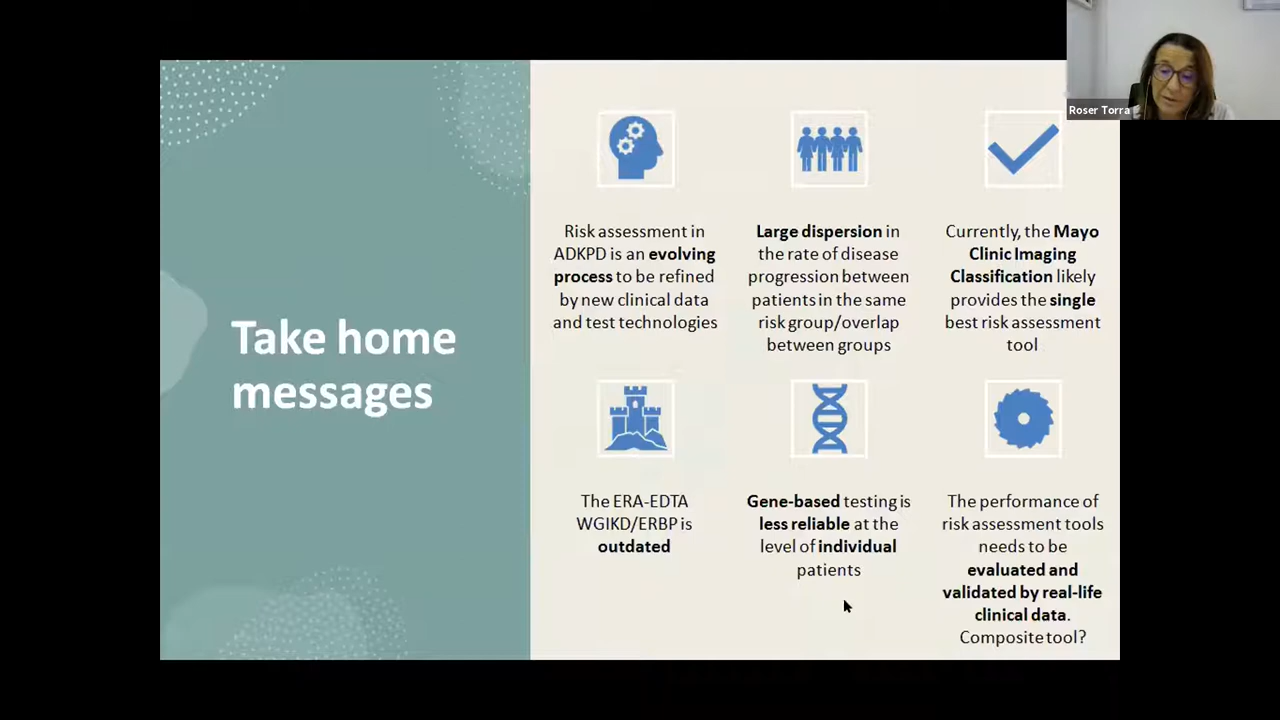 Roser Torra
Take home
messages
Risk assessment in
ADKPD is an evolving
process to be refined
by new clinical data
and test technologies
Large dispersion in
the rate of disease
progression between
patients in the same
risk group/overlap
between groups
Currently, the Mayo
Clinic Imaging
Classification likely
provides the single
best risk assessment
tool
The ERA-EDTA
WGIKD/ERBP is
outdated
Gene-based testing is
less reliable at the
level of individual
patients
The performance of
risk assessment tools
needs to be
evaluated and
validated by real-life
clinical data.
Composite tool?